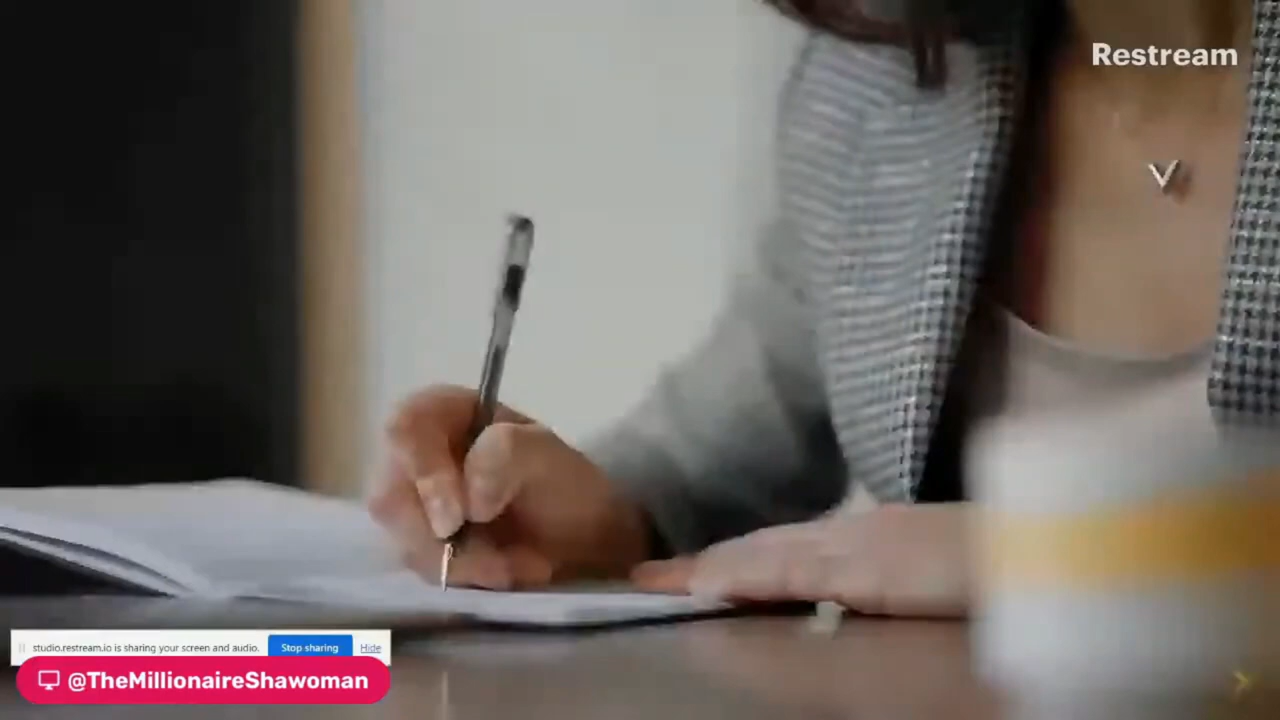 Restream
studio.restream.io is sharing your screen and audio. Stop sharing Hide
@TheMillionaireShawoman